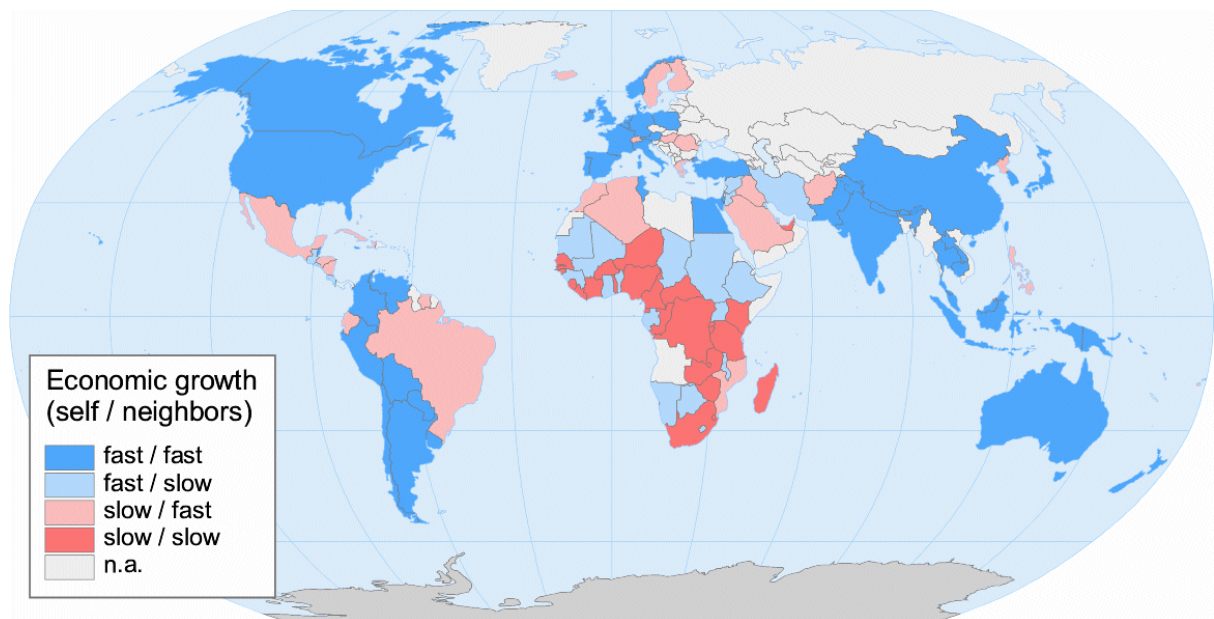 Economic growth
(self / neighbors)
fast / fast
fast / slow
slow / fast
slow / slow
n.a.